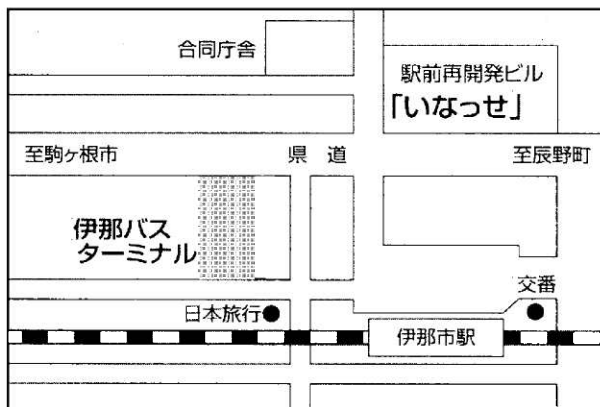 合同庁舎
駅前再開発ビル
「いなっせ」
至駒ヶ根市
県道
至辰野町
伊那バス
ターミナル
交番
日本旅行
伊那市駅